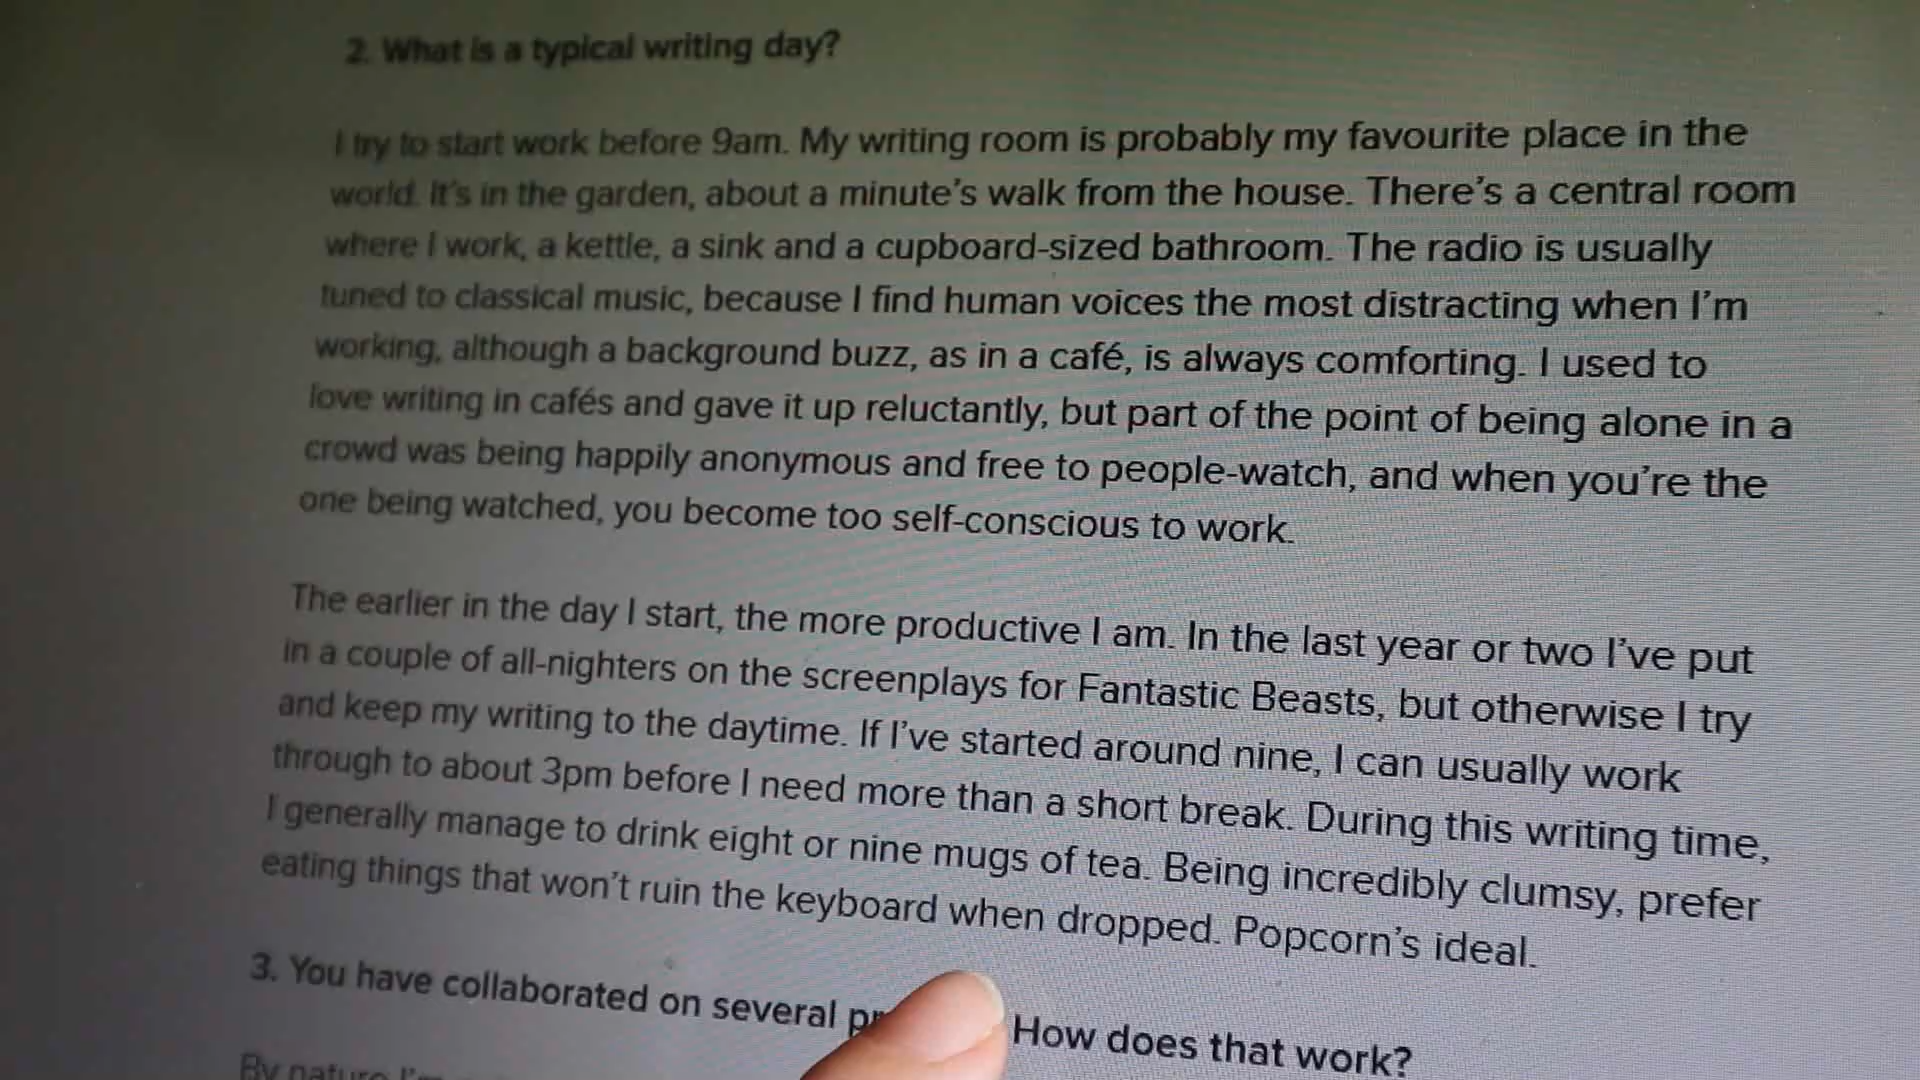 2. What is a typical writing day?
I try to start work before 9am. My writing room is probably my favourite place in the
world. It's in the garden, about a minute's walk from the house. There's a central room
where I work, a kettle, a sink and a cupboard-sized bathroom. The radio is usually
tuned to classical music, because I find human voices the most distracting when I'm
working, although a background buzz, as in a café, is always comforting. I used to
love writing in cafés and gave it up reluctantly, but part of the point of being alone in a
crowd was being happily anonymous and free to people-watch, and when you're the
one being watched, you become too self-conscious to work.
The earlier in the day I start, the more productive I am. In the last year or two I've put
in a couple of all-nighters on the screenplays for Fantastic Beasts, but otherwise I try
and keep my writing to the daytime. If I've started around nine, I can usually work
through to about 3pm before I need more than a short break. During this writing time,
I generally manage to drink eight or nine mugs of tea. Being incredibly clumsy, prefer
eating things that won't ruin the keyboard when dropped. Popcorn's ideal.
3. You have collaborated on several How does that work?
By nature